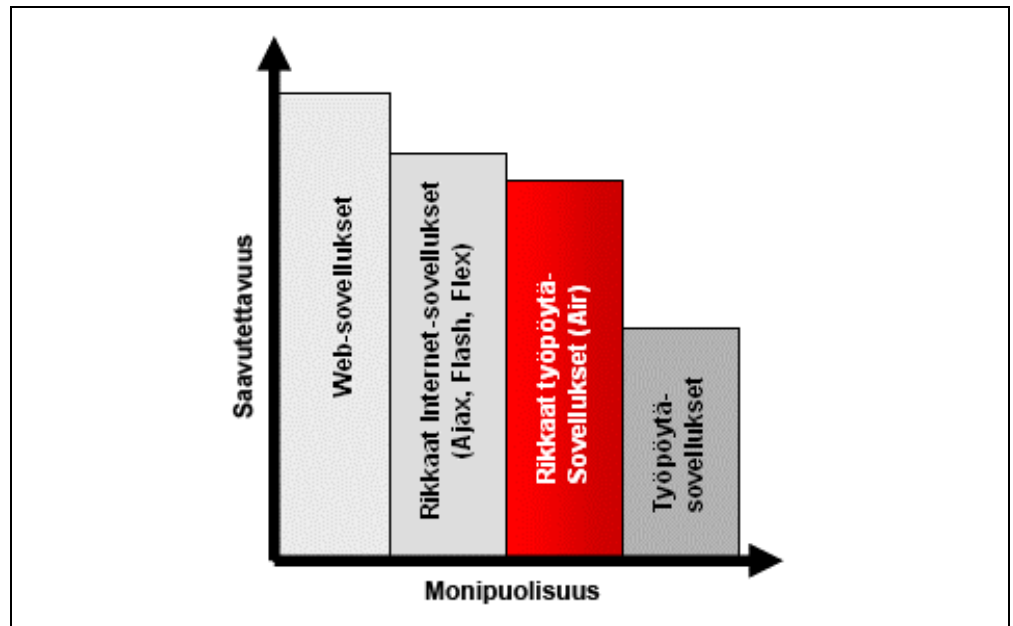 Saavutettavuus
Web-sovellukset
Rikkaat Internet-sovellukset
(Ajax, Flash, Flex)
Rikkaat työpöytä-
Sovellukset (Air)
Työpöytä-
sovellukset
Monipuolisuus